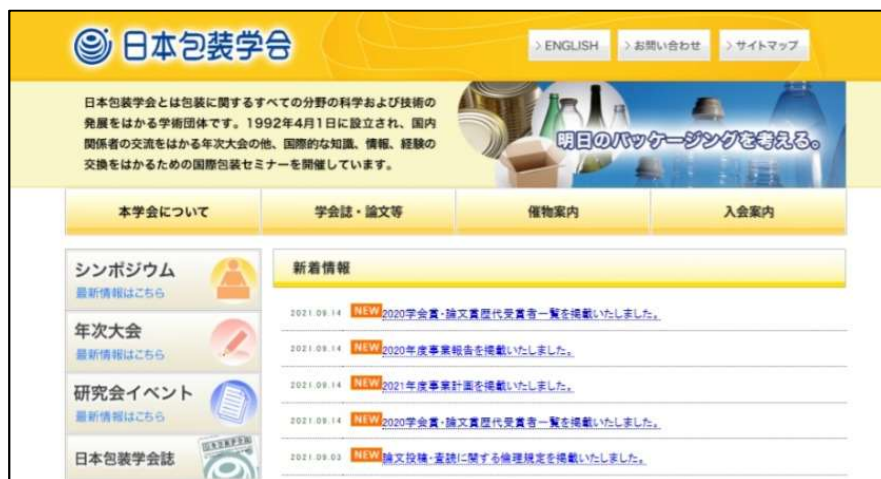 日本包装学会
> ENGLISH
> お問い合わせ
> サイトマップ
日本包装学会とは包装に関するすべての分野の科学および技術の
発展をはかる学術団体です。1992年4月1日に設立され、国内
関係者の交流をはかる年次大会の他、国際的な知識、情報、経験の
交換をはかるための国際包装セミナーを開催しています。
明日のパッケージングを考える。
本学会について
学会誌・論文等
催物案内
入会案内
シンポジウム
最新情報はこちら
年次大会
最新情報はこちら
研究会イベント
最新情報はこちら
日本包装学会誌
日本包装学会誌
新着情報
2021.09.14 NEW 2020学会賞・論文賞歴代受賞者一覧を掲載いたしました。
2021.09.14 NEW 2020年度事業報告を掲載いたしました。
2021.09.14 NEW 2021年度事業計画を掲載いたしました。
2021.09.14 NEW 2020学会賞・論文賞歴代受賞者一覧を掲載いたしました。
2021.09.03 NEW 論文投稿・査読に関する倫理規定を掲載いたしました。